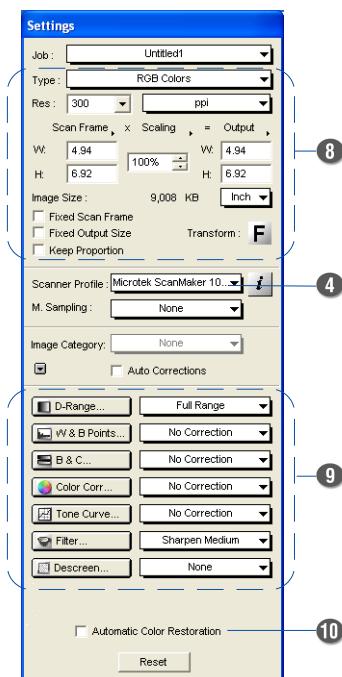 Settings
Job : Untitled1
Type : RGB Colors
Res : 300 ppi
Scan Frame x Scaling = Output
W: 4.94 100% W: 4.94
H: 6.92 H: 6.92
Image Size : 9,008 KB Inch
Fixed Scan Frame
Fixed Output Size Transform : F
Keep Proportion
8
Scanner Profile : Microtek ScanMaker 10... i
4
M. Sampling : None
Image Category: None
Auto Corrections
D-Range... Full Range
W & B Points... No Correction
B & C... No Correction
Color Corr... No Correction
9
Tone Curve... No Correction
Filter... Sharpen Medium
Descreen... None
Automatic Color Restoration
10
Reset